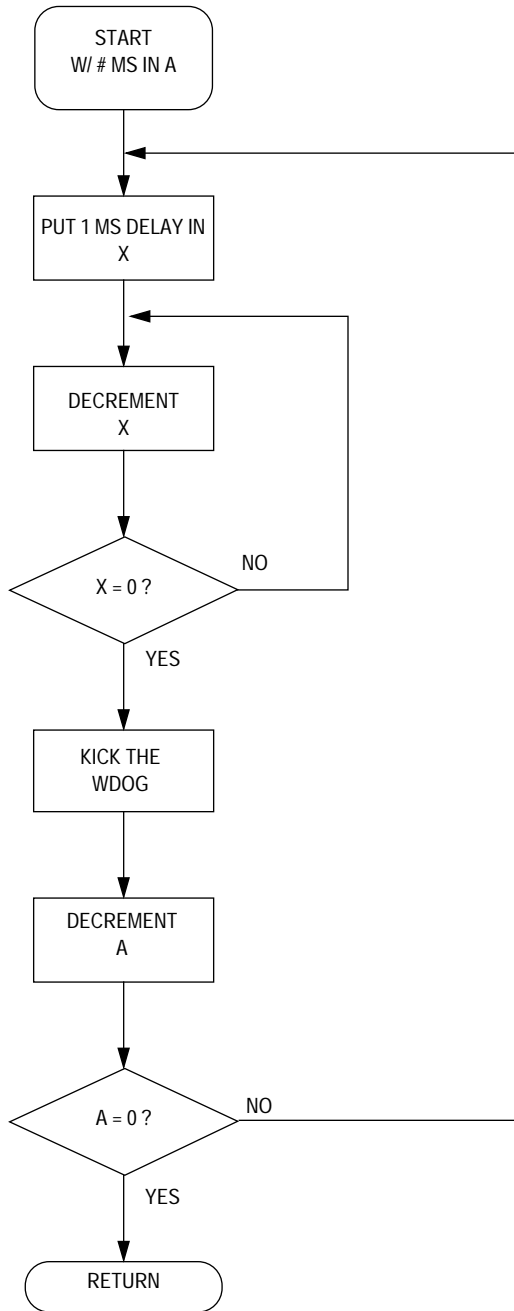 START
W/ # MS IN A
PUT 1 MS DELAY IN
X
DECREMENT
X
X = 0 ?
NO
YES
KICK THE
WDOG
DECREMENT
A
A = 0 ?
NO
YES
RETURN